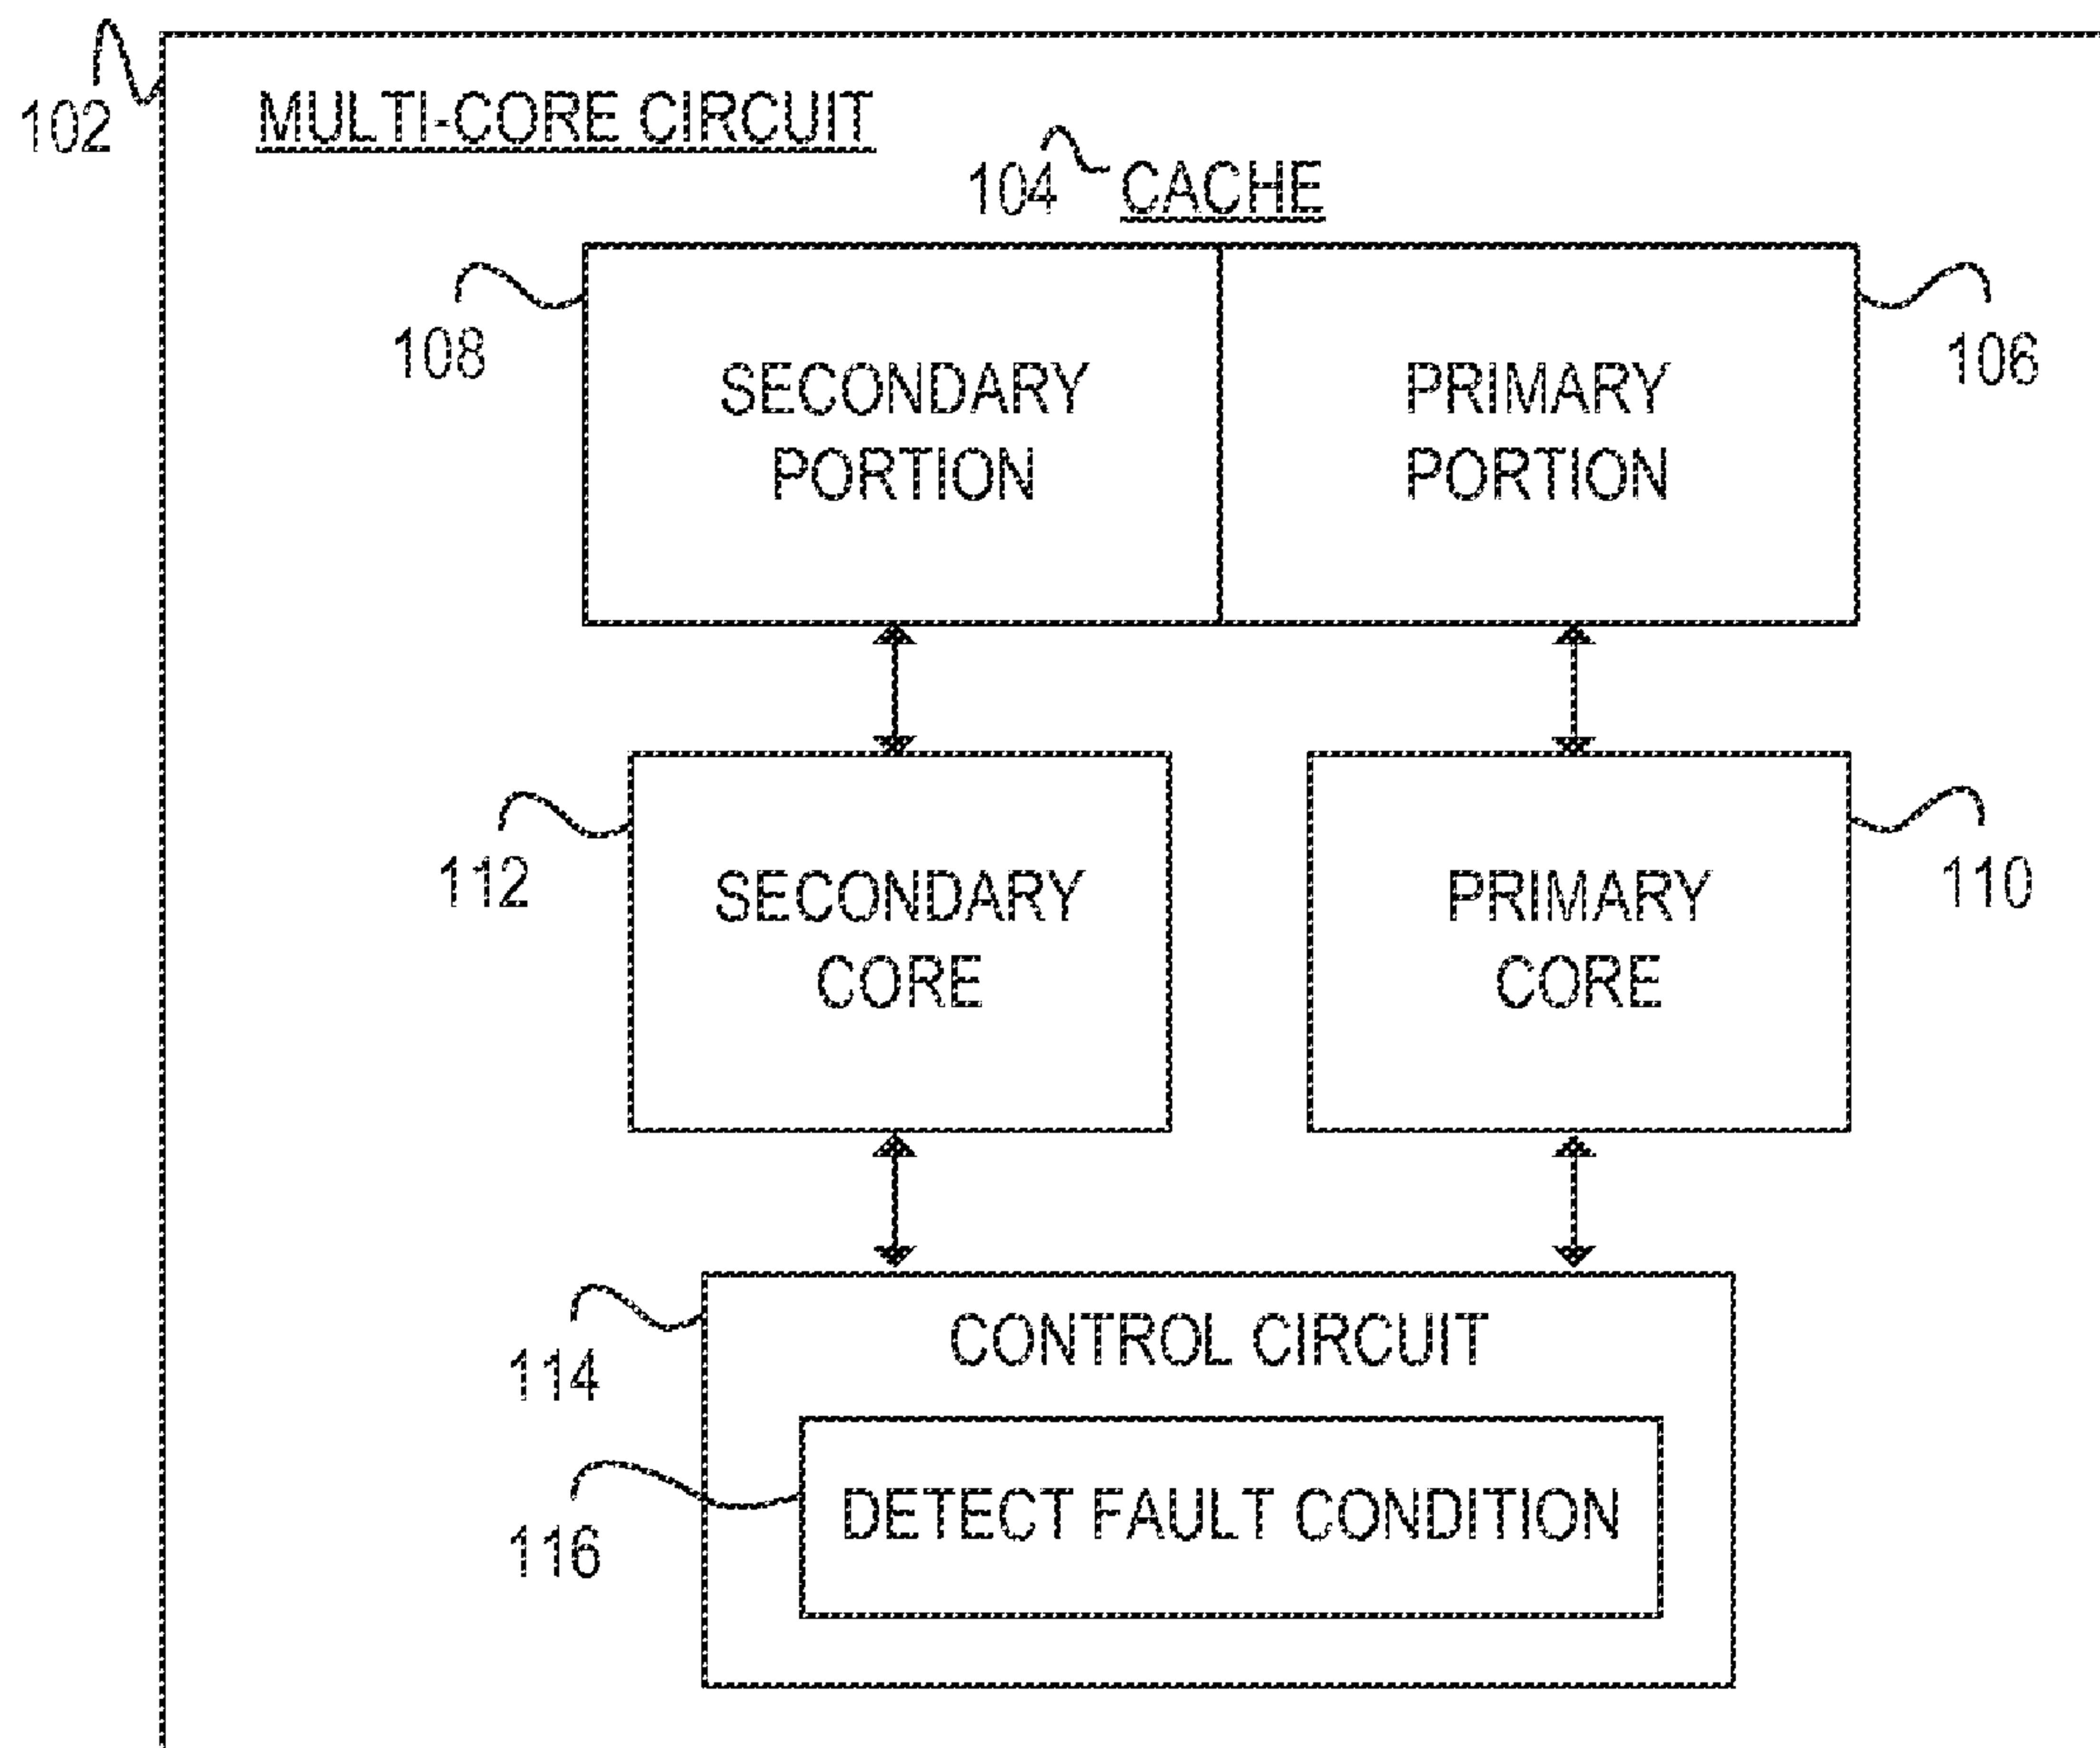 102
MULTI-CORE CIRCUIT
104 CACHE
108
SECONDARY
PORTION
PRIMARY
PORTION
106
112
SECONDARY
CORE
PRIMARY
CORE
110
114
CONTROL CIRCUIT
116
DETECT FAULT CONDITION